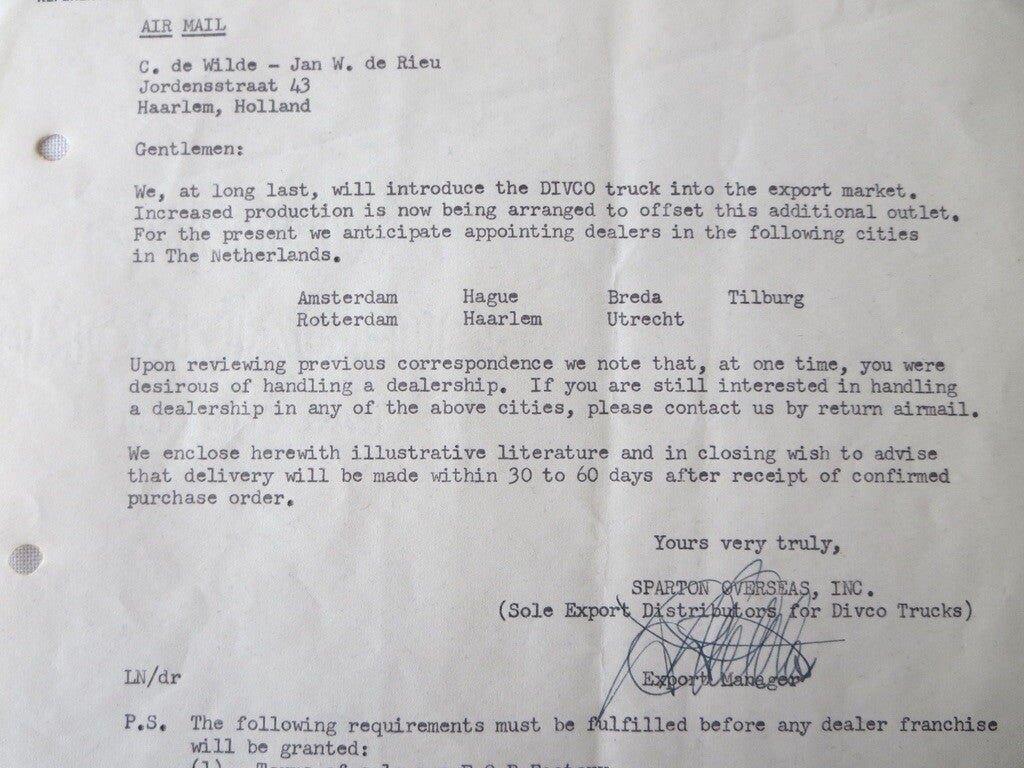 AIR MAIL
C. de Wilde - Jan W. de Rieu
Jordensstraat 43
Haarlem, Holland
Gentlemen:
We, at long last, will introduce the DIVCO truck into the export market.
Increased production is now being arranged to offset this additional outlet.
For the present we anticipate appointing dealers in the following cities
in The Netherlands.
Amsterdam Hague Breda Tilburg
Rotterdam Haarlem Utrecht
Upon reviewing previous correspondence we note that, at one time, you were
desirous of handling a dealership. If you are still interested in handling
a dealership in any of the above cities, please contact us by return airmail.
We enclose herewith illustrative literature and in closing wish to advise
that delivery will be made within 30 to 60 days after receipt of confirmed
purchase order.
Yours very truly,
SPARTON OVERSEAS, INC.
(Sole Export Distributors for Divco Trucks)
Export Manager
LN/dr
P.S. The following requirements must be fulfilled before any dealer franchise
will be granted: